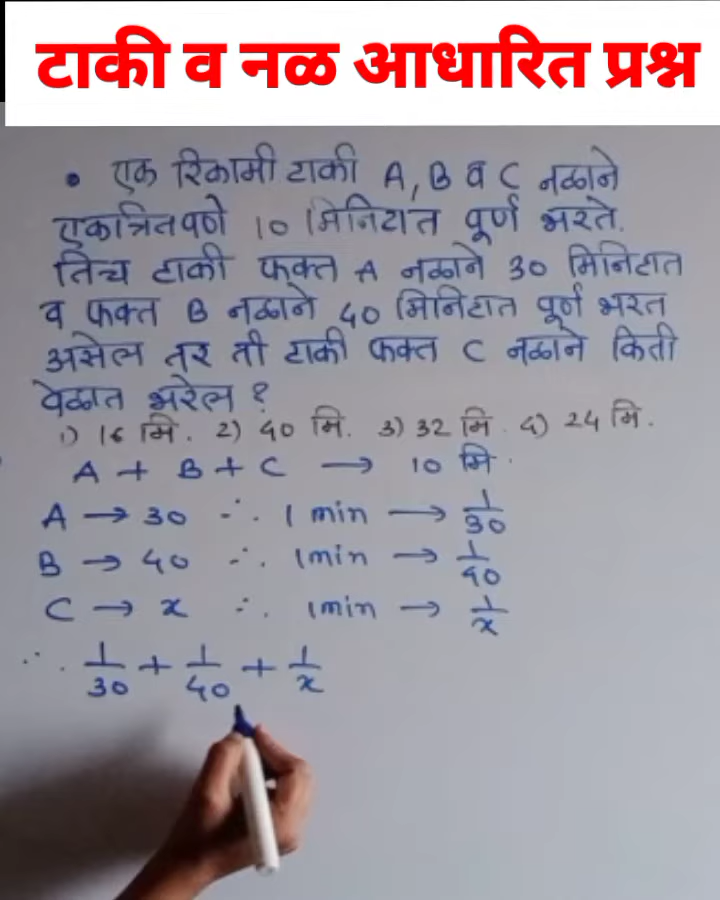 टाकी व नळ आधारित प्रश्न
• एक रिकामी टाकी A, B व C नळाने
एकत्रितपणे 10 मिनिटात पूर्ण भरते.
तिच टाकी फक्त A नळाने 30 मिनिटात
व फक्त B नळाने 40 मिनिटात पूर्ण भरत
असेल तर ती टाकी फक्त C नळाने किती
वेळात भरेल ?
1) 16 मि. 2) 40 मि. 3) 32 मि. 4) 24 मि.
A + B + C → 10 मि.
A → 30 ∴ 1 min → 1/30
B → 40 ∴ 1 min → 1/40
C → x ∴ 1 min → 1/x
∴ 1/30 + 1/40 + 1/x